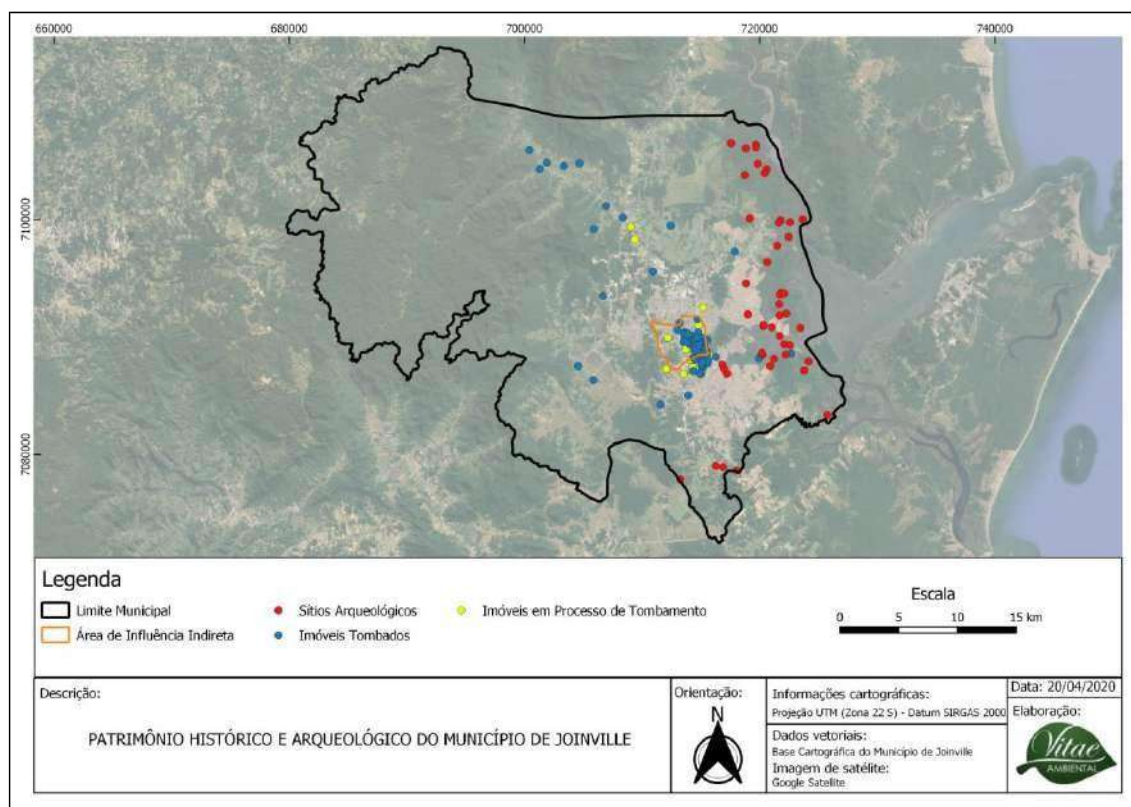 660000 680000 700000 720000 740000
7100000
7080000
Legenda
Limite Municipal
Sítios Arqueológicos
Imóveis em Processo de Tombamento
Área de Influência Indireta
Imóveis Tombados
Escala
0 5 10 15 km
Descrição:
PATRIMÔNIO HISTÓRICO E ARQUEOLÓGICO DO MUNICÍPIO DE JOINVILLE
Orientação:
N
Informações cartográficas:
Projeção UTM (Zona 22 S) - Datum SIRGAS 2000
Dados vetoriais:
Base Cartográfica do Município de Joinville
Imagem de satélite:
Google Satellite
Data: 20/04/2020
Elaboração:
Vitae
AMBIENTAL